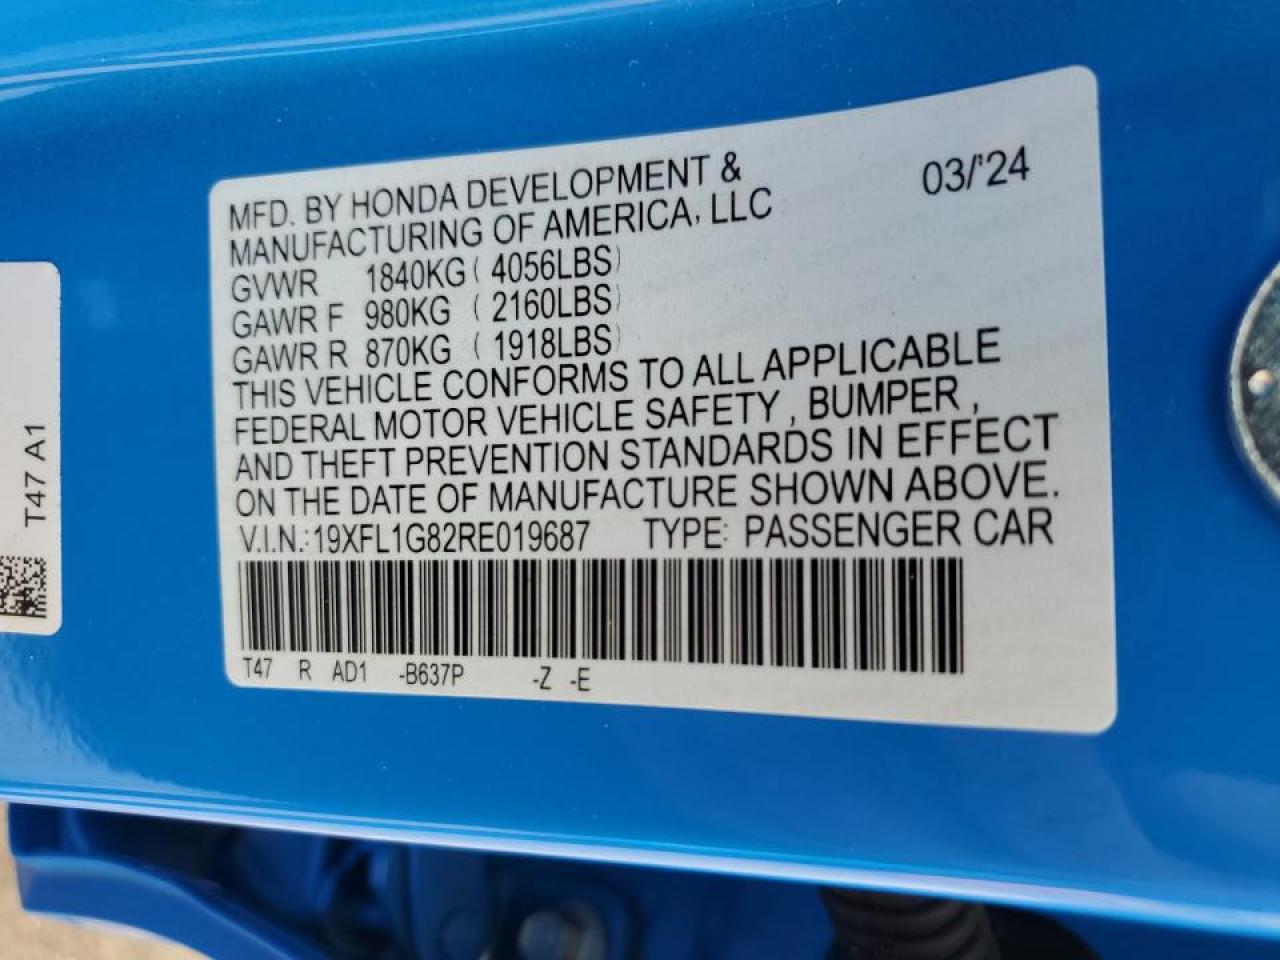 MFD. BY HONDA DEVELOPMENT & 03/'24
MANUFACTURING OF AMERICA, LLC
GVWR 1840KG ( 4056LBS)
GAWR F 980KG ( 2160LBS)
GAWR R 870KG ( 1918LBS)
THIS VEHICLE CONFORMS TO ALL APPLICABLE
FEDERAL MOTOR VEHICLE SAFETY , BUMPER ,
AND THEFT PREVENTION STANDARDS IN EFFECT
ON THE DATE OF MANUFACTURE SHOWN ABOVE.
V.I.N.:19XFL1G82RE019687 TYPE: PASSENGER CAR
T47 R AD1 -B637P -Z -E
T47 A1